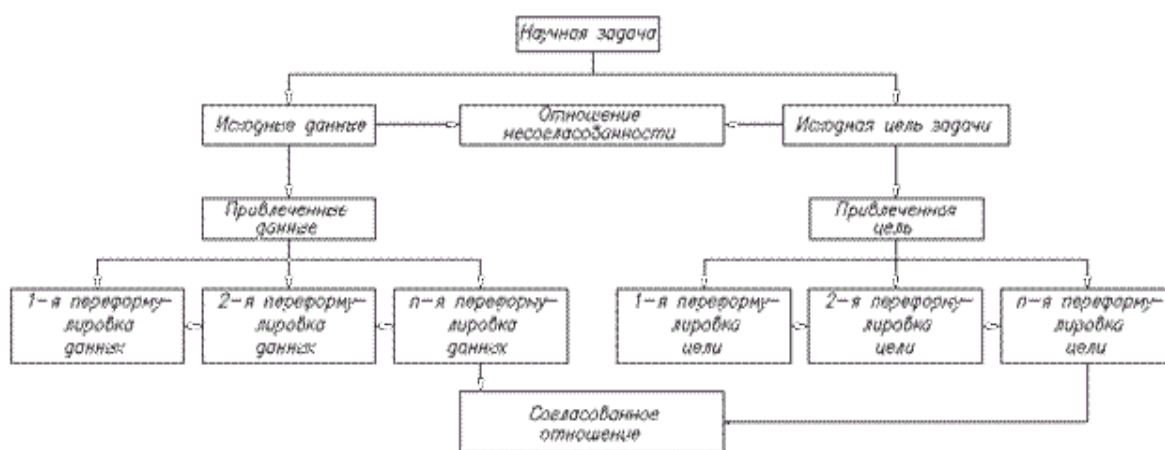 Научная задача
Исходные данные
Отношение
несогласованности
Исходная цель задачи
Привлеченные
данные
Привлеченная
цель
1-я переформу-
лировка
данных
2-я переформу-
лировка
данных
п-я переформу-
лировка
данных
1-я переформу-
лировка
цели
2-я переформу-
лировка
цели
п-я переформу-
лировка
цели
Согласованное
отношение